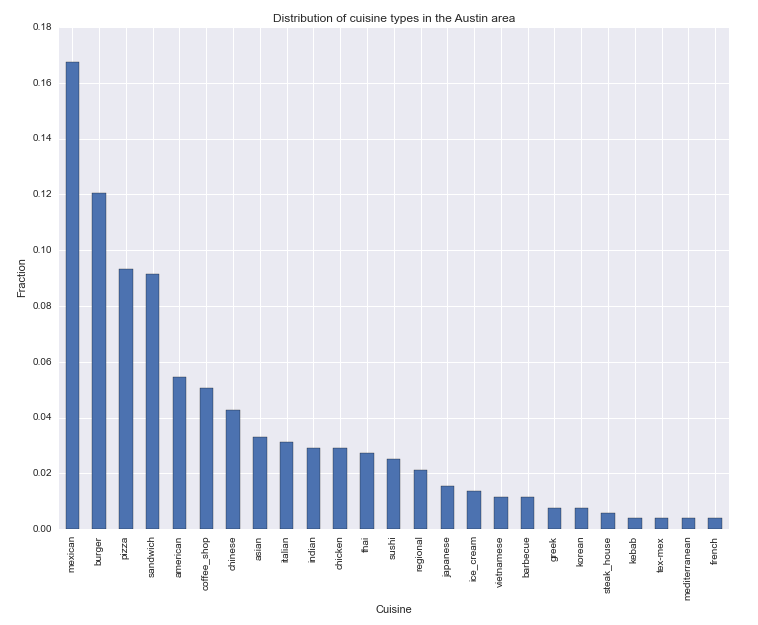 Distribution of cuisine types in the Austin area
0.18
0.16
0.14
0.12
0.10
0.08
0.06
0.04
0.02
0.00
Fraction
mexican
burger
pizza
sandwich
american
coffee_shop
chinese
asian
italian
indian
chicken
thai
sushi
regional
japanese
ice_cream
vietnamese
barbecue
greek
korean
steak_house
kebab
tex-mex
mediterranean
french
Cuisine